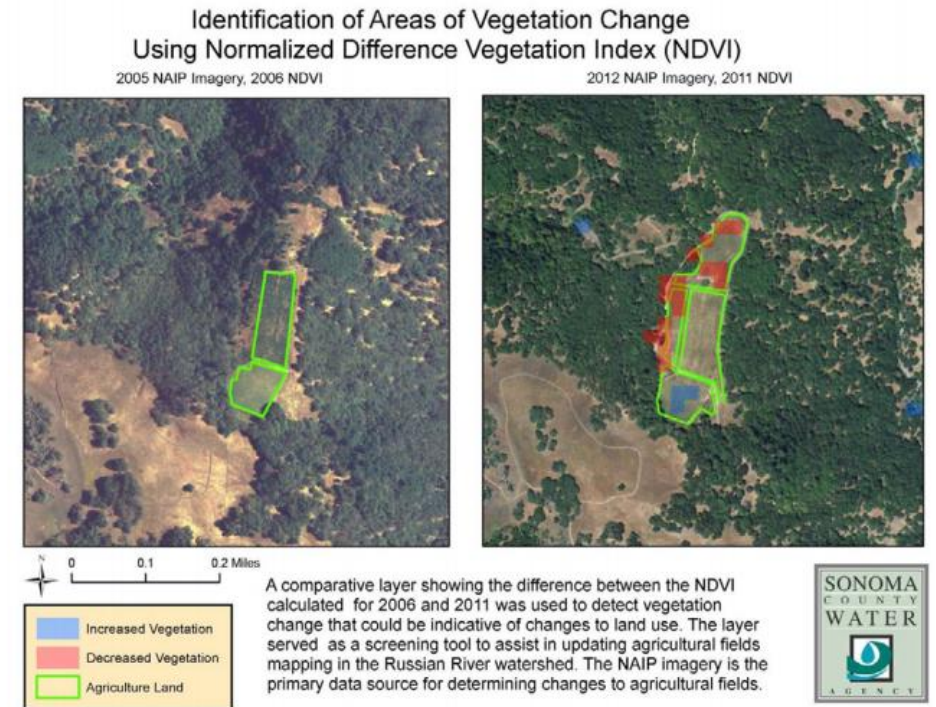 Identification of Areas of Vegetation Change
Using Normalized Difference Vegetation Index (NDVI)
2005 NAIP Imagery, 2006 NDVI
2012 NAIP Imagery, 2011 NDVI
N
0 0.1 0.2 Miles
Increased Vegetation
Decreased Vegetation
Agriculture Land
A comparative layer showing the difference between the NDVI
calculated for 2006 and 2011 was used to detect vegetation
change that could be indicative of changes to land use. The layer
served as a screening tool to assist in updating agricultural fields
mapping in the Russian River watershed. The NAIP imagery is the
primary data source for determining changes to agricultural fields.
SONOMA
COUNTY
WATER
AGENCY